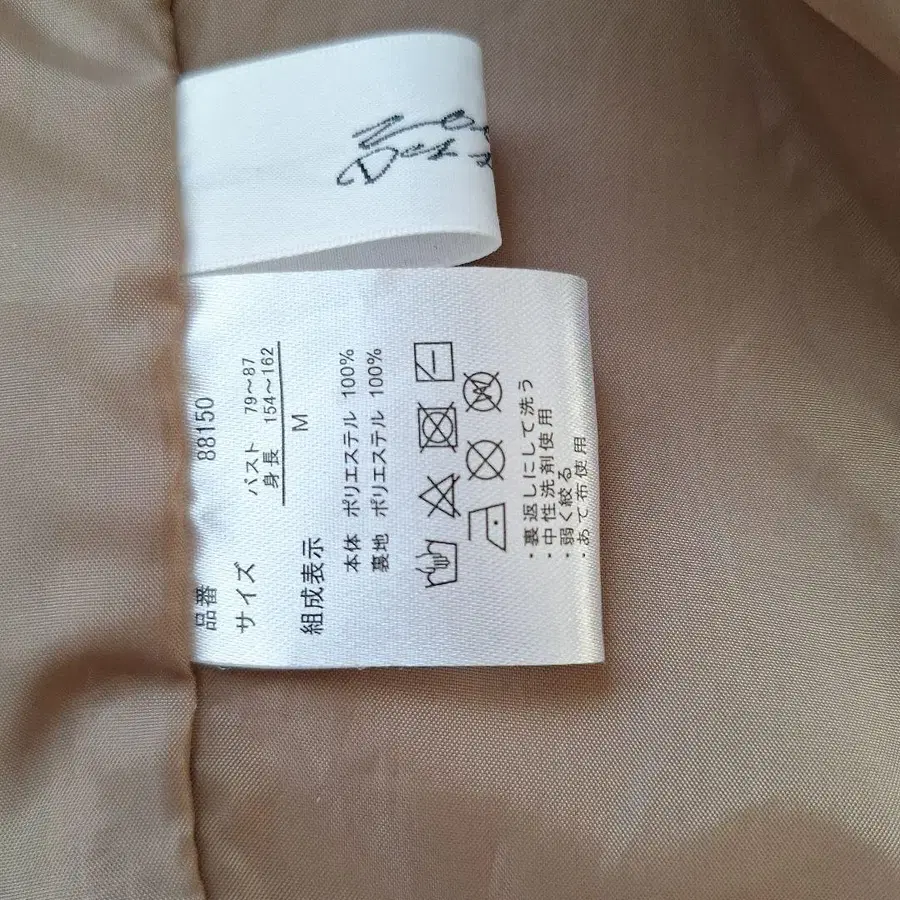 品番 88150
サイズ バスト 79～87
身長 154～162
M
組成表示
本体 ポリエステル 100%
裏地 ポリエステル 100%
・裏返しにして洗う
・中性洗剤使用
・弱く絞る
・あて布使用